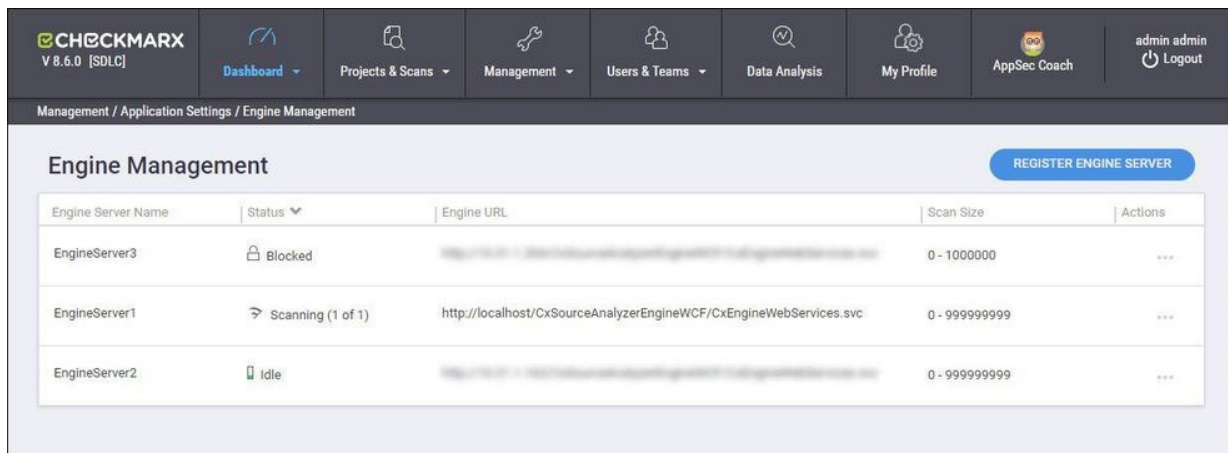 CHECKMARX
V 8.6.0 [SDLC]
Dashboard
Projects & Scans
Management
Users & Teams
Data Analysis
My Profile
AppSec Coach
admin admin
Logout
Management / Application Settings / Engine Management
Engine Management
REGISTER ENGINE SERVER
Engine Server Name Status Engine URL Scan Size Actions
EngineServer3 Blocked 0 - 1000000 ...
EngineServer1 Scanning (1 of 1) http://localhost/CxSourceAnalyzerEngineWCF/CxEngineWebServices.svc 0 - 999999999 ...
EngineServer2 Idle 0 - 999999999 ...